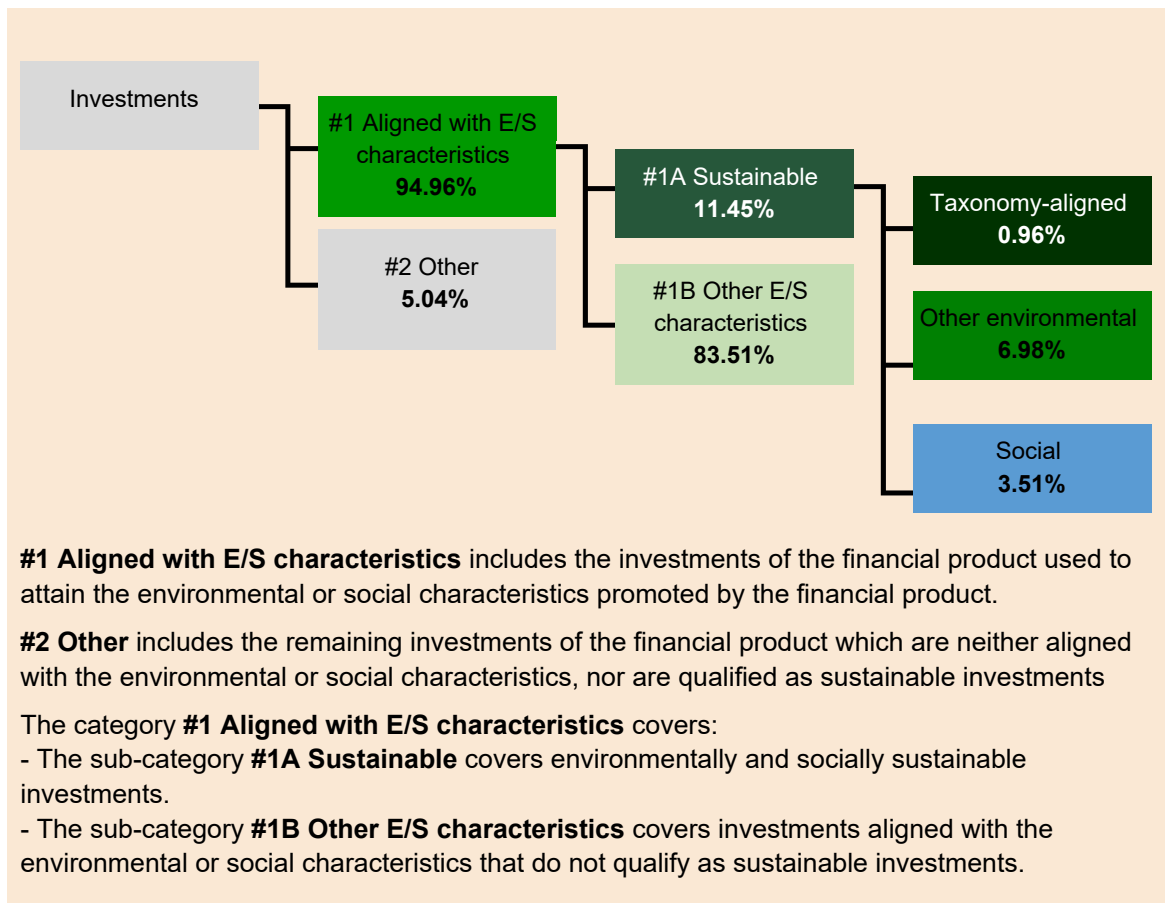 Investments
#1 Aligned with E/S
characteristics
94.96%
#2 Other
5.04%
#1A Sustainable
11.45%
#1B Other E/S
characteristics
83.51%
Taxonomy-aligned
0.96%
Other environmental
6.98%
Social
3.51%
#1 Aligned with E/S characteristics includes the investments of the financial product used to
attain the environmental or social characteristics promoted by the financial product.
#2 Other includes the remaining investments of the financial product which are neither aligned
with the environmental or social characteristics, nor are qualified as sustainable investments
The category #1 Aligned with E/S characteristics covers:
- The sub-category #1A Sustainable covers environmentally and socially sustainable
investments.
- The sub-category #1B Other E/S characteristics covers investments aligned with the
environmental or social characteristics that do not qualify as sustainable investments.